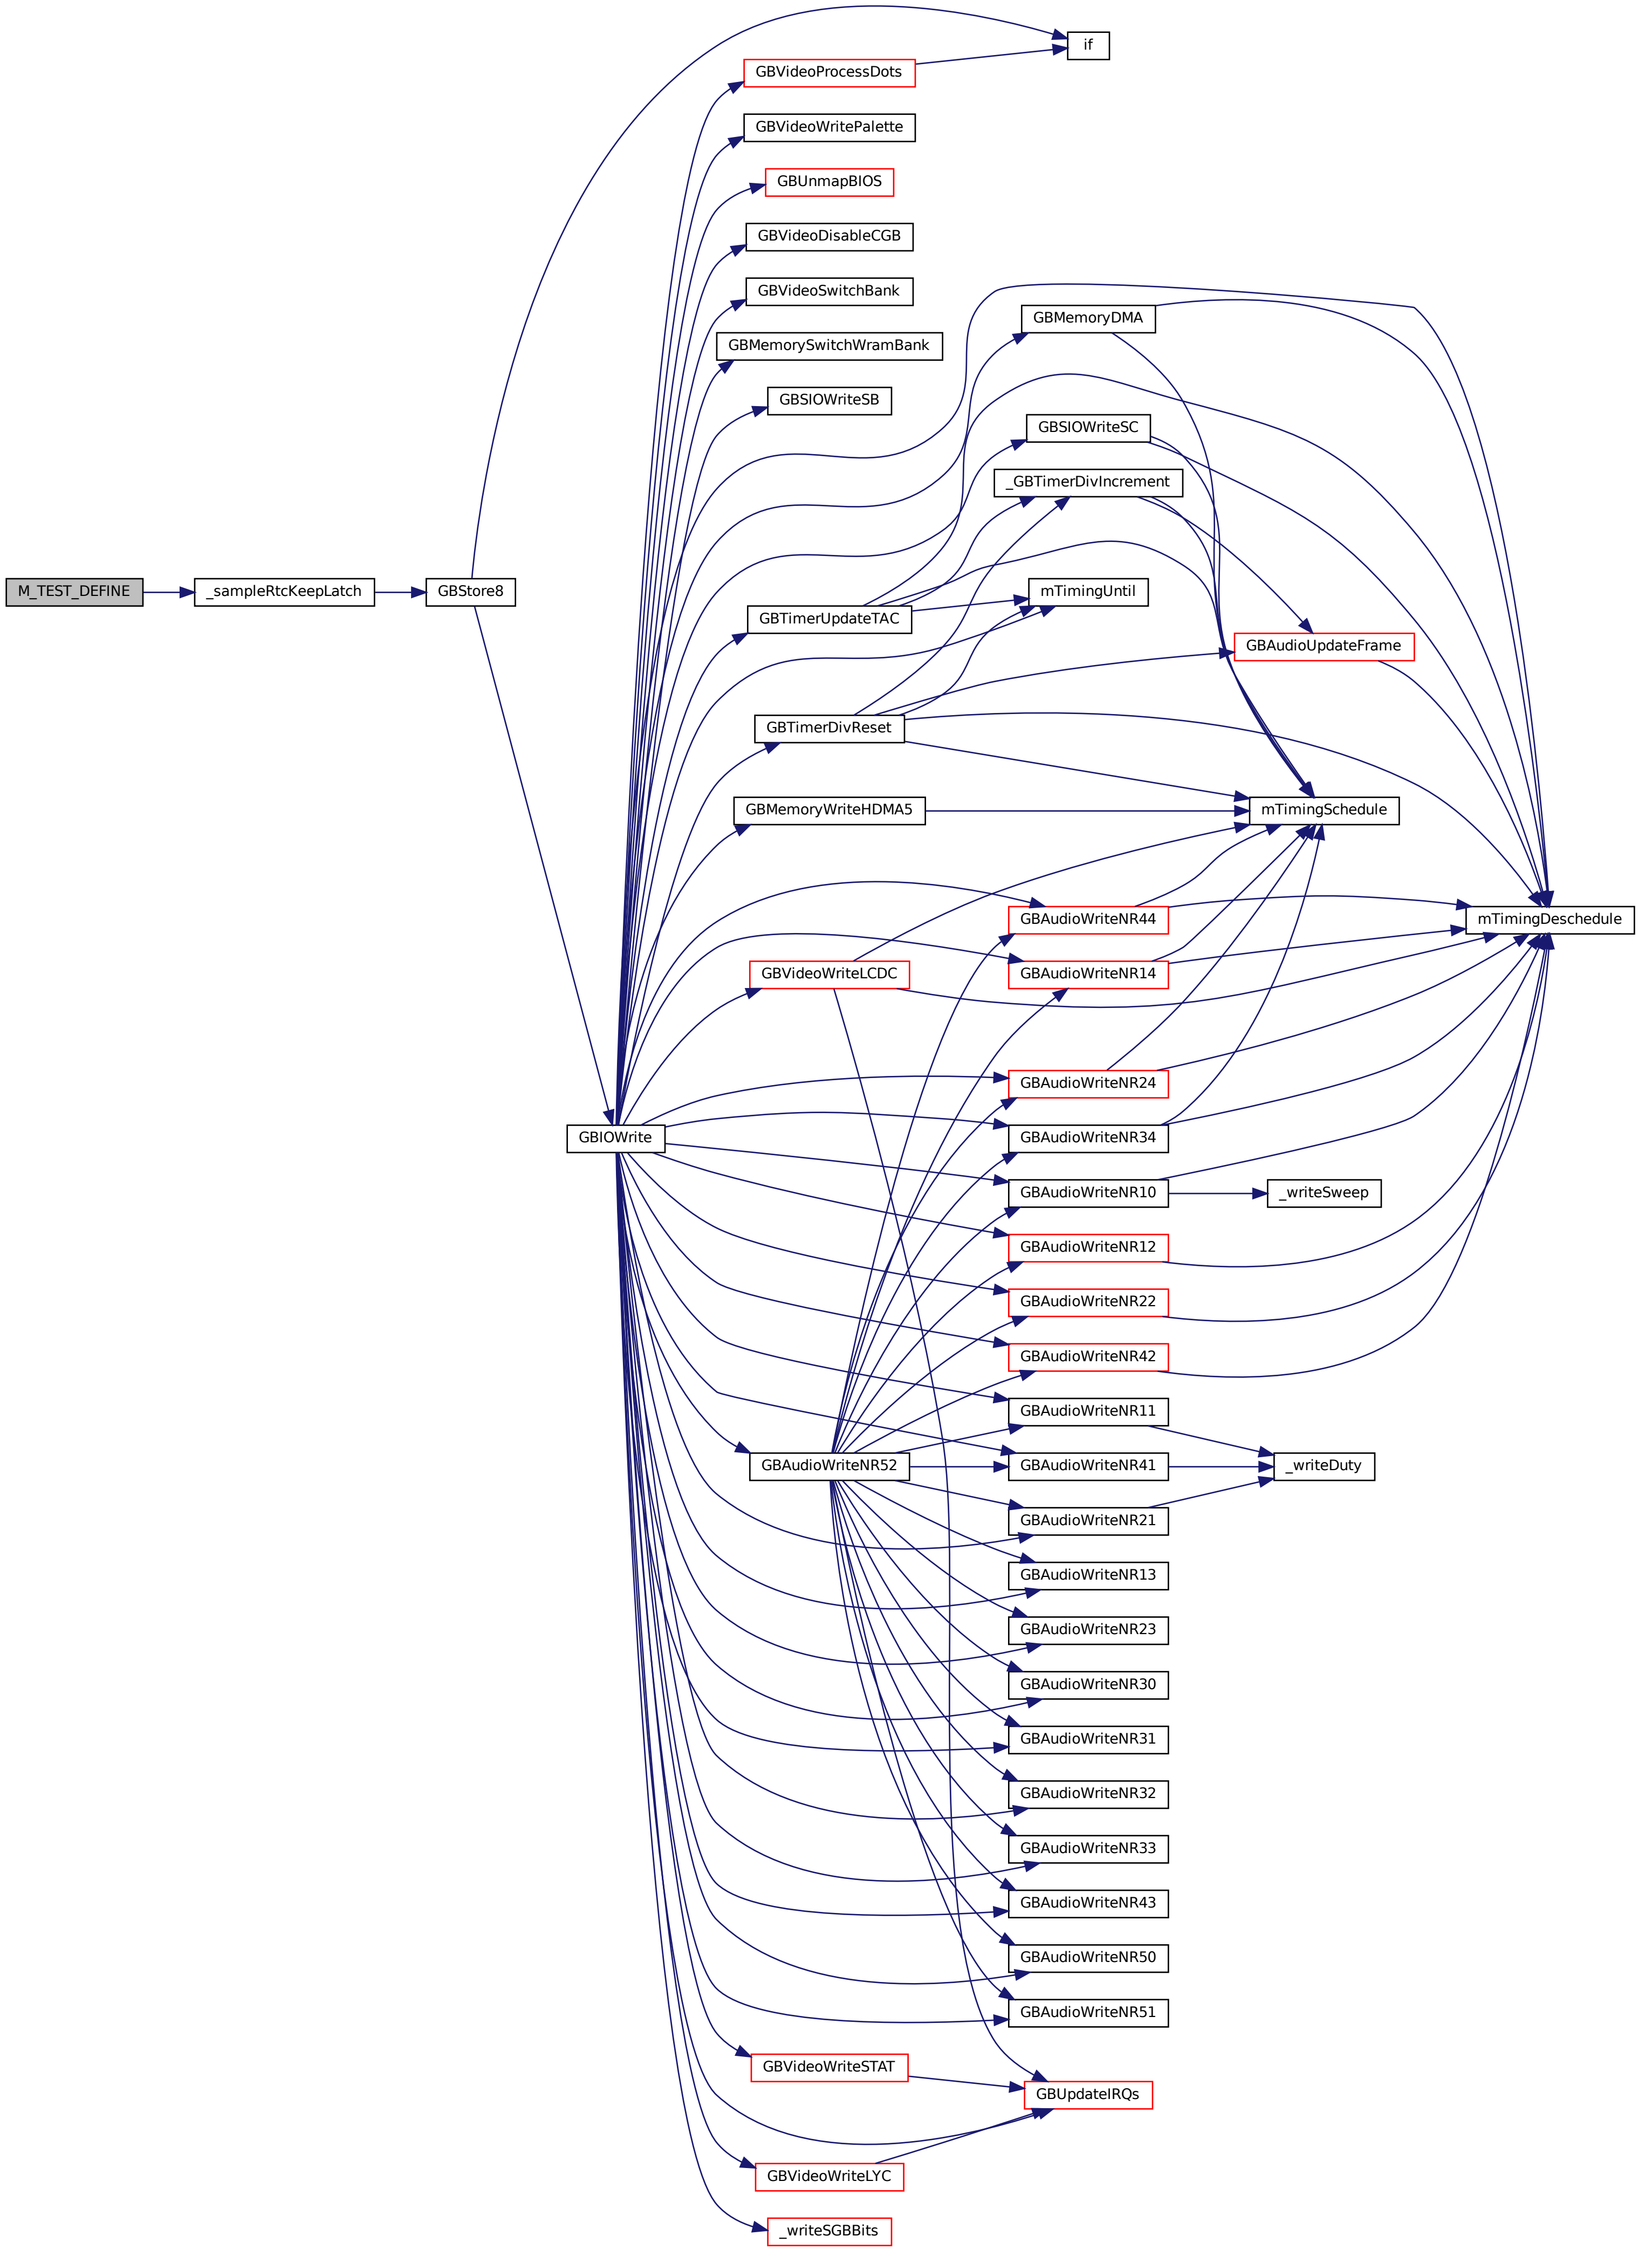 if
GBVideoProcessDots
GBVideoWritePalette
GBUnmapBIOS
GBVideoDisableCGB
GBVideoSwitchBank
GBMemoryDMA
GBMemorySwitchWramBank
GBSIOWriteSB
GBSIOWriteSC
_GBTimerDivIncrement
M_TEST_DEFINE
_sampleRtcKeepLatch
GBStore8
mTimingUntil
GBTimerUpdateTAC
GBAudioUpdateFrame
GBTimerDivReset
GBMemoryWriteHDMA5
mTimingSchedule
GBAudioWriteNR44
mTimingDeschedule
GBVideoWriteLCDC
GBAudioWriteNR14
GBAudioWriteNR24
GBIOWrite
GBAudioWriteNR34
GBAudioWriteNR10
_writeSweep
GBAudioWriteNR12
GBAudioWriteNR22
GBAudioWriteNR42
GBAudioWriteNR11
GBAudioWriteNR52
GBAudioWriteNR41
_writeDuty
GBAudioWriteNR21
GBAudioWriteNR13
GBAudioWriteNR23
GBAudioWriteNR30
GBAudioWriteNR31
GBAudioWriteNR32
GBAudioWriteNR33
GBAudioWriteNR43
GBAudioWriteNR50
GBAudioWriteNR51
GBVideoWriteSTAT
GBUpdateIRQs
GBVideoWriteLYC
_writeSGBBits